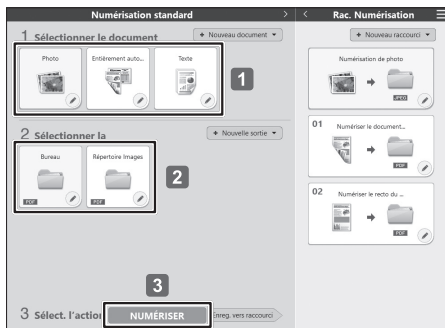 Numérisation standard
1 Sélectionner le document
+ Nouveau document
Photo
Entièrement auto...
Texte
1
2 Sélectionner la
+ Nouvelle sortie
Bureau
Répertoire Images
PDF
PDF
2
3
3 Sélect. l'action
NUMÉRISER
Enreg. vers raccourci
Rac. Numérisation
+ Nouveau raccourci
Numérisation de photo
JPEG
01 Numériser le document...
PDF
02 Numériser le recto du ...
PDF